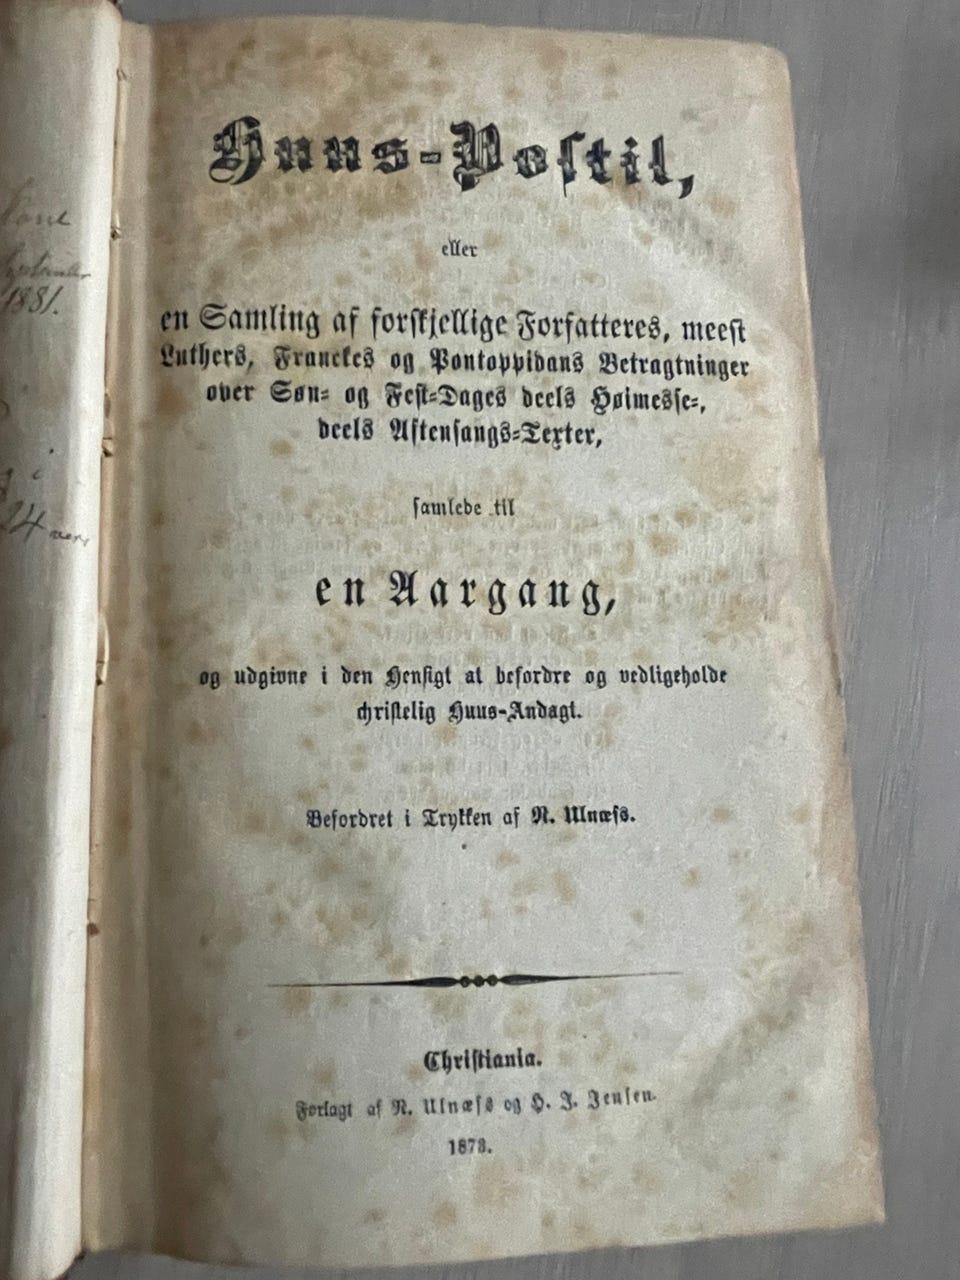 Huus-Postil,
eller
en Samling af forskjellige Forfatteres, meest
Luthers, Franckes og Pontoppidans Betragtninger
over Søn- og Fest-Dages deels Høimesse-,
deels Aftensangs-Texter,
samlede til
en Aargang,
og udgivne i den Hensigt at befordre og vedligeholde
christelig Huus-Andagt.
Befordret i Trykken af N. Ulnæss.
Christiania.
Forlagt af N. Ulnæss og H. J. Jensen.
1873.
1881.
i
24